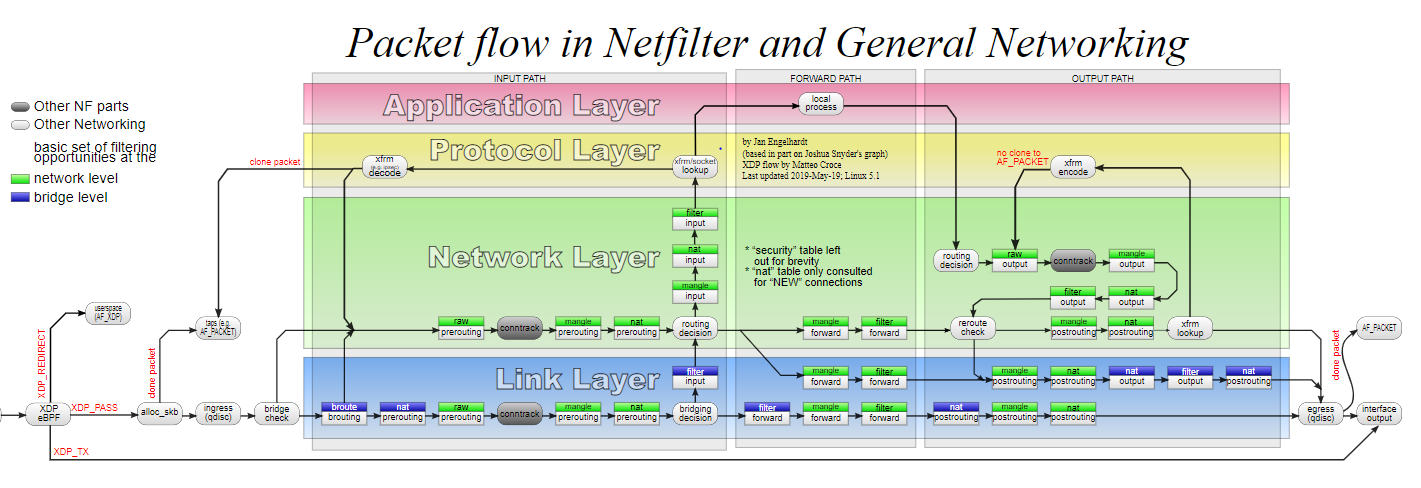 Packet flow in Netfilter and General Networking
INPUT PATH
FORWARD PATH
OUTPUT PATH
Other NF parts
Other Networking
basic set of filtering
opportunities at the
network level
bridge level
Application Layer
local
process
Protocol Layer
clone packet
xfrm
(e.g. ipsec)
decode
xfrm/socket
lookup
by Jan Engelhardt
(based in part on Joshua Snyder's graph)
XDP flow by Matteo Croce
Last updated 2019-May-19; Linux 5.1
no clone to
AF_PACKET
xfrm
encode
Network Layer
filter
input
nat
input
mangle
input
* “security” table left
out for brevity
* “nat” table only consulted
for “NEW” connections
routing
decision
raw
output
conntrack
mangle
output
filter
output
nat
output
userspace
(AF_XDP)
taps (e.g.
AF_PACKET)
raw
prerouting
conntrack
mangle
prerouting
nat
prerouting
routing
decision
mangle
forward
filter
forward
reroute
check
mangle
postrouting
nat
postrouting
xfrm
lookup
AF_PACKET
XDP_REDIRECT
clone packet
clone packet
Link Layer
filter
input
mangle
forward
filter
forward
mangle
postrouting
nat
postrouting
nat
output
filter
output
nat
postrouting
XDP
eBPF
XDP_PASS
alloc_skb
ingress
(qdisc)
bridge
check
broute
brouting
nat
prerouting
raw
prerouting
conntrack
mangle
prerouting
nat
prerouting
bridging
decision
filter
forward
mangle
forward
filter
forward
nat
postrouting
mangle
postrouting
nat
postrouting
egress
(qdisc)
interface
output
XDP_TX